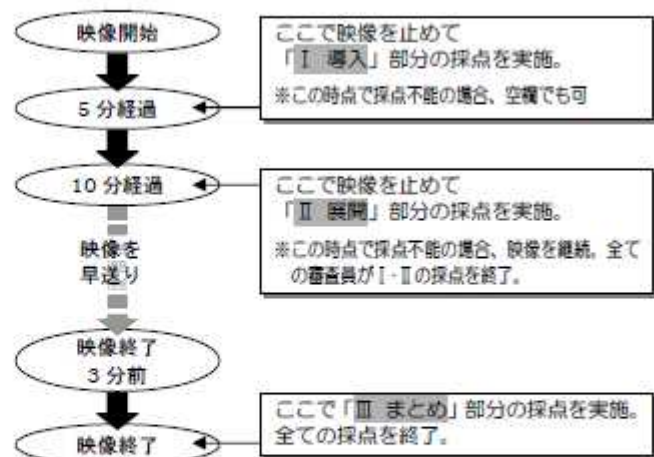 映像開始
ここで映像を止めて
「Ⅰ 導入」部分の採点を実施。
※この時点で採点不能の場合、空欄でも可
5 分経過
10 分経過
ここで映像を止めて
「Ⅱ 展開」部分の採点を実施。
※この時点で採点不能の場合、映像を継続。全て
の審査員がⅠ・Ⅱの採点を終了。
映像を
早送り
映像終了
3 分前
ここで「Ⅲ まとめ」部分の採点を実施。
全ての採点を終了。
映像終了